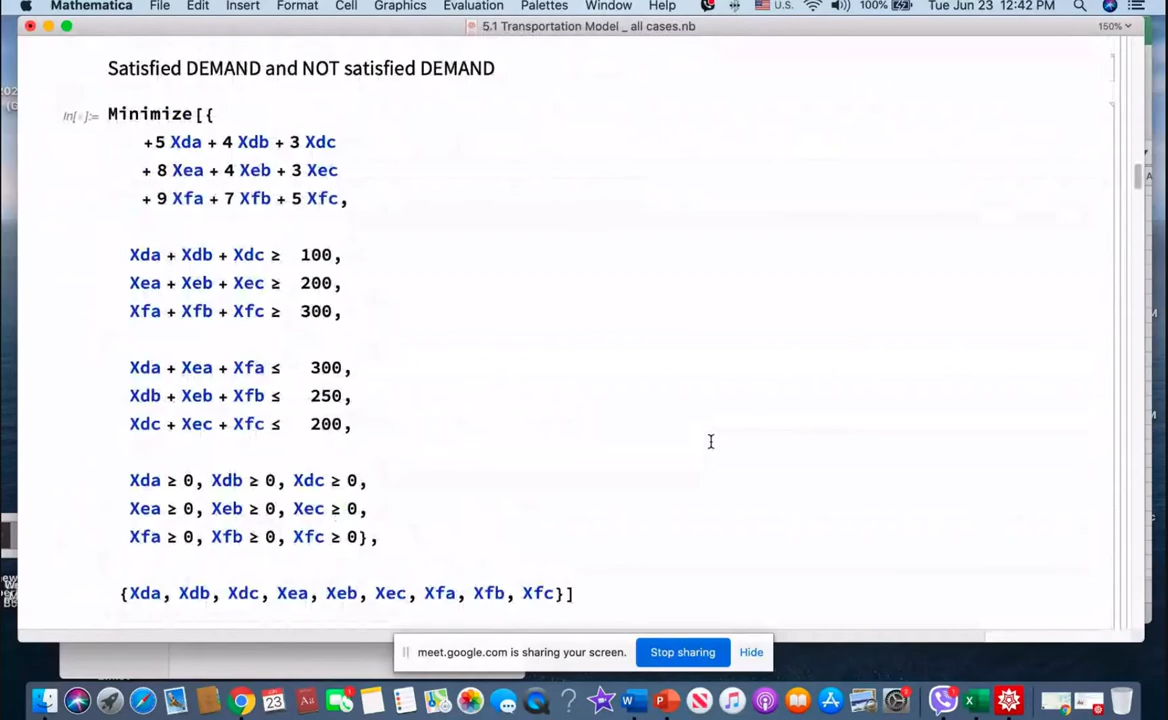 Mathematica File Edit Insert Format Cell Graphics Evaluation Palettes Window Help U.S. 100% Tue Jun 23 12:42 PM
5.1 Transportation Model _ all cases.nb 150%
Satisfied DEMAND and NOT satisfied DEMAND
In[ ]:= Minimize[{
+5 Xda + 4 Xdb + 3 Xdc
+ 8 Xea + 4 Xeb + 3 Xec
+ 9 Xfa + 7 Xfb + 5 Xfc,
Xda + Xdb + Xdc ≥ 100,
Xea + Xeb + Xec ≥ 200,
Xfa + Xfb + Xfc ≥ 300,
Xda + Xea + Xfa ≤ 300,
Xdb + Xeb + Xfb ≤ 250,
Xdc + Xec + Xfc ≤ 200,
Xda ≥ 0, Xdb ≥ 0, Xdc ≥ 0,
Xea ≥ 0, Xeb ≥ 0, Xec ≥ 0,
Xfa ≥ 0, Xfb ≥ 0, Xfc ≥ 0},
{Xda, Xdb, Xdc, Xea, Xeb, Xec, Xfa, Xfb, Xfc}]
meet.google.com is sharing your screen. Stop sharing Hide